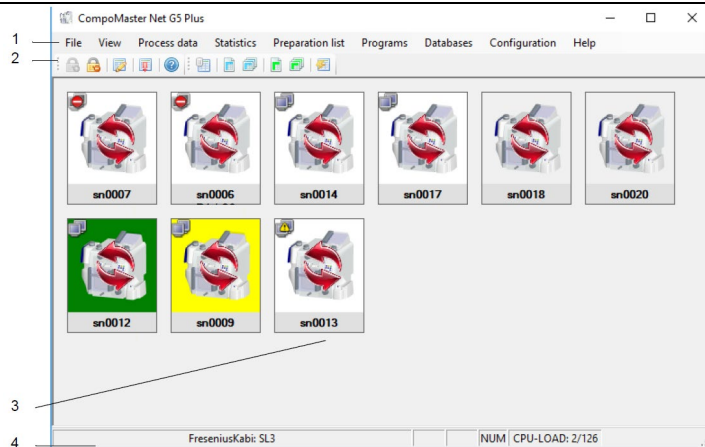 CompoMaster Net G5 Plus
1
File View Process data Statistics Preparation list Programs Databases Configuration Help
2
sn0007 sn0006 sn0014 sn0017 sn0018 sn0020
sn0012 sn0009 sn0013
3
4
FreseniusKabi: SL3 NUM CPU-LOAD: 2/126